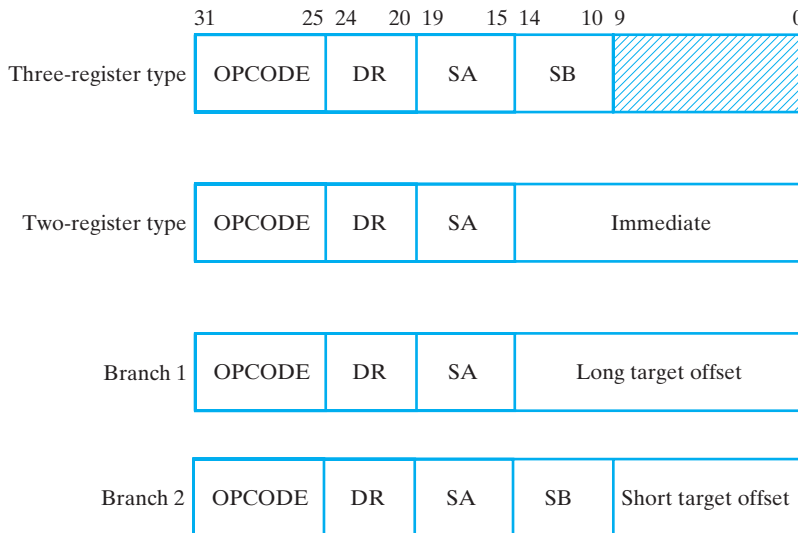 31 25 24 20 19 15 14 10 9 0
Three-register type OPCODE DR SA SB
Two-register type OPCODE DR SA Immediate
Branch 1 OPCODE DR SA Long target offset
Branch 2 OPCODE DR SA SB Short target offset